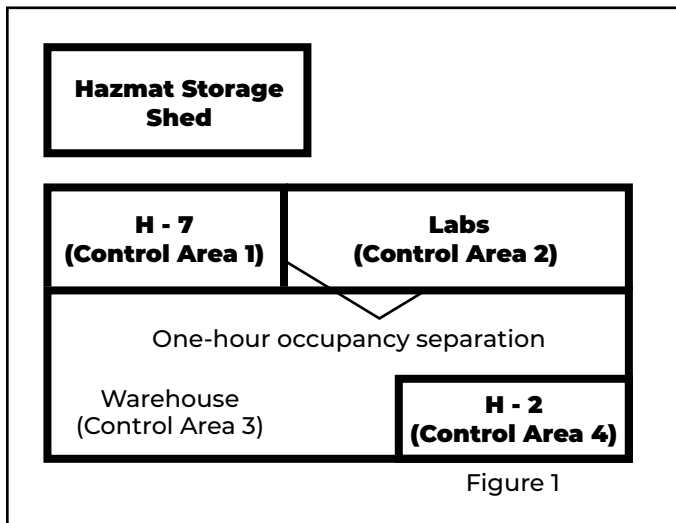 Hazmat Storage
Shed
H - 7
(Control Area 1)
Labs
(Control Area 2)
One-hour occupancy separation
Warehouse
(Control Area 3)
H - 2
(Control Area 4)
Figure 1